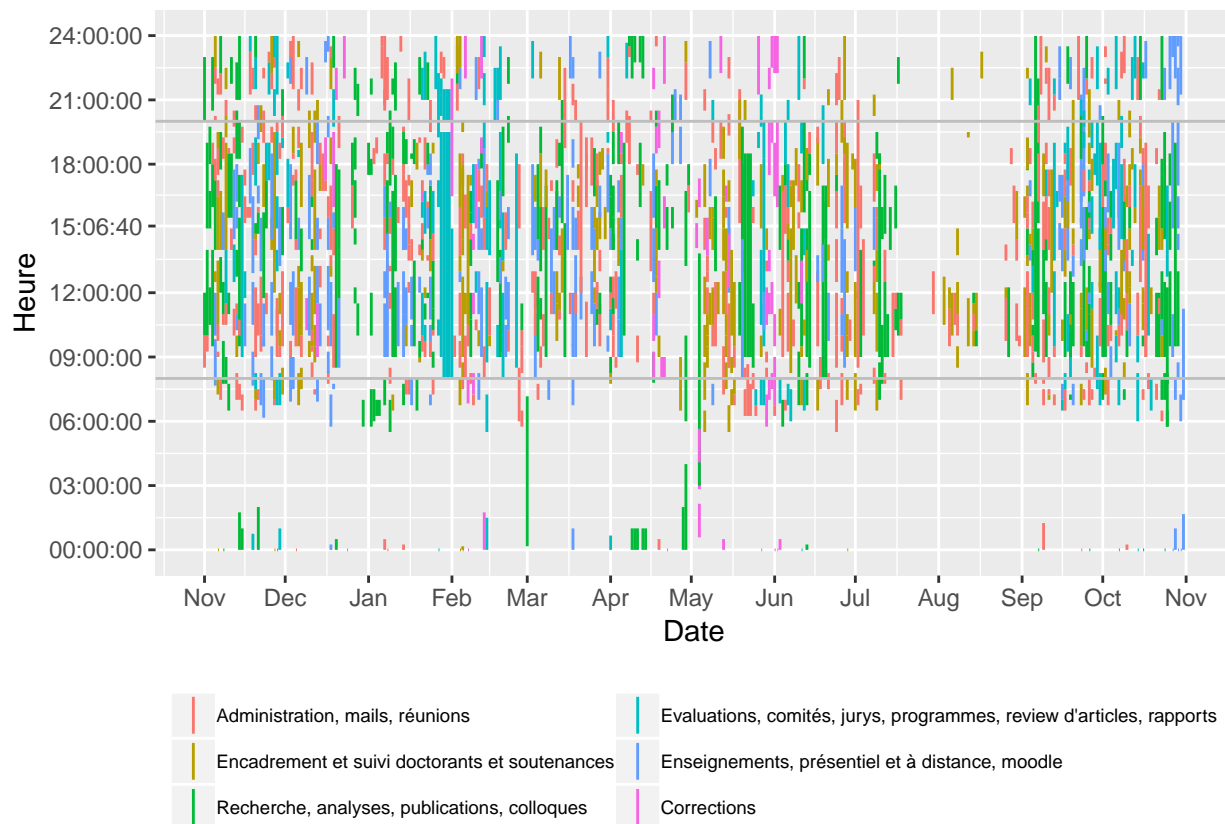 24:00:00
21:00:00
18:00:00
15:06:40
12:00:00
09:00:00
06:00:00
03:00:00
00:00:00
Heure
Nov Dec Jan Feb Mar Apr May Jun Jul Aug Sep Oct Nov
Date
Administration, mails, réunions
Evaluations, comités, jurys, programmes, review d'articles, rapports
Encadrement et suivi doctorants et soutenances
Enseignements, présentiel et à distance, moodle
Recherche, analyses, publications, colloques
Corrections